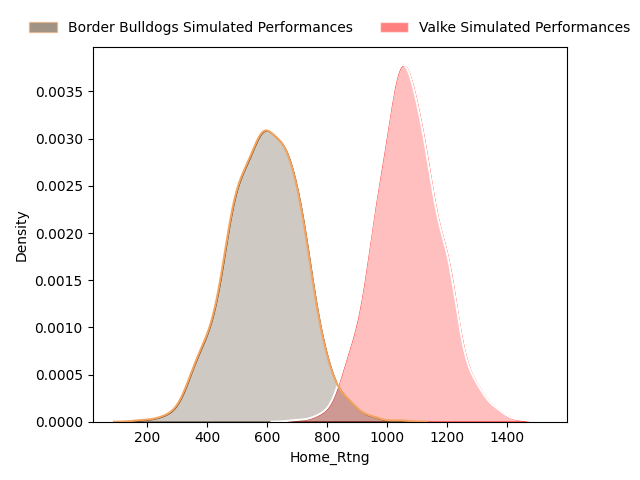 Border Bulldogs Simulated Performances
Valke Simulated Performances
0.0035
0.0030
0.0025
0.0020
0.0015
0.0010
0.0005
0.0000
Density
200 400 600 800 1000 1200 1400
Home_Rtng